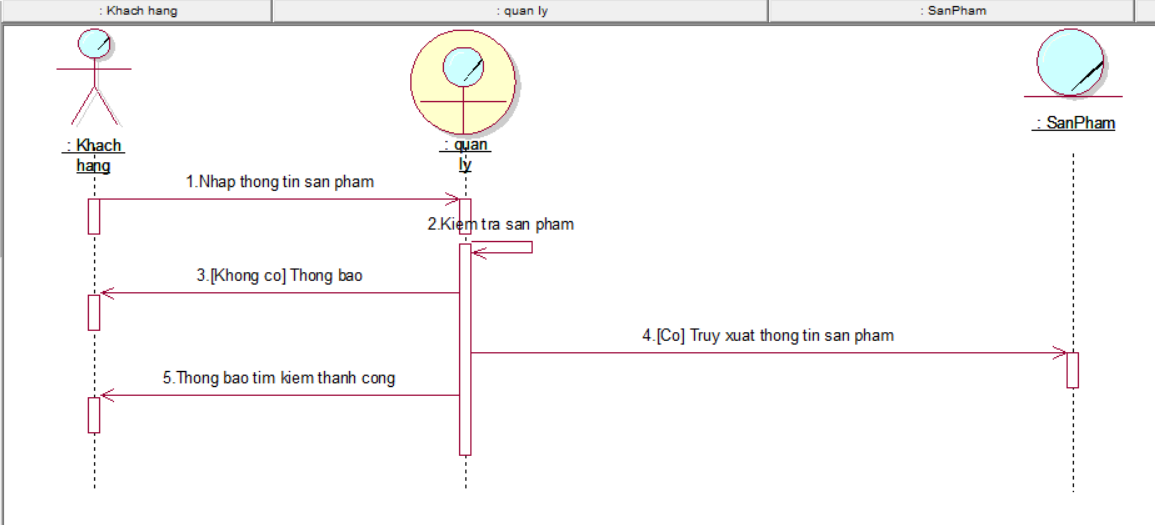 : Khach hang
: quan ly
: SanPham
: Khach
hang
: quan
ly
: SanPham
1.Nhap thong tin san pham
2.Kiem tra san pham
3.[Khong co] Thong bao
4.[Co] Truy xuat thong tin san pham
5.Thong bao tim kiem thanh cong